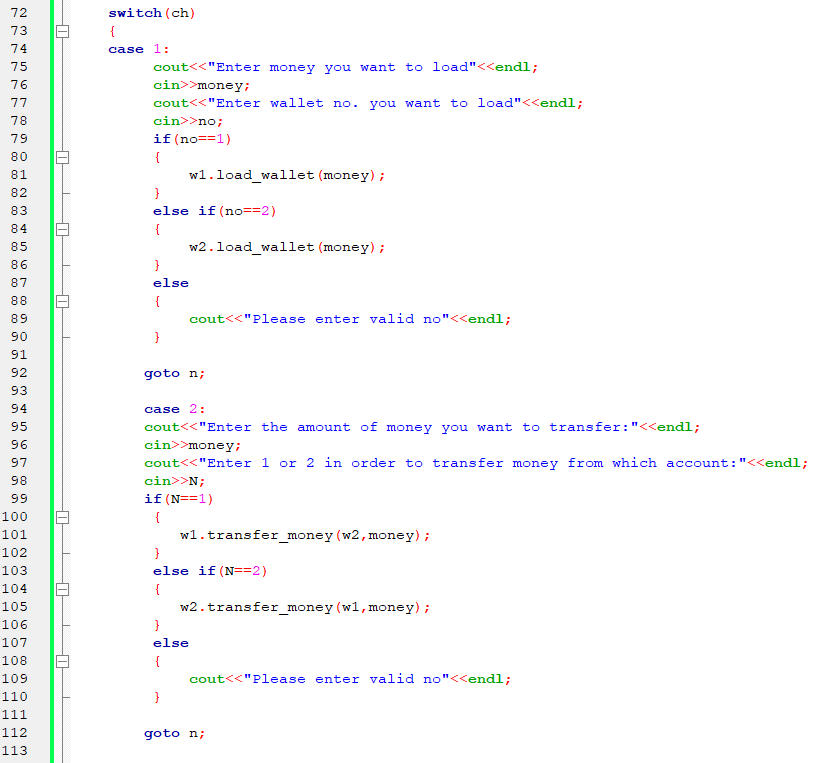 72 switch(ch)
73 {
74 case 1:
75 cout<<"Enter money you want to load"<<endl;
76 cin>>money;
77 cout<<"Enter wallet no. you want to load"<<endl;
78 cin>>no;
79 if(no==1)
80 {
81 w1.load_wallet(money);
82 }
83 else if(no==2)
84 {
85 w2.load_wallet(money);
86 }
87 else
88 {
89 cout<<"Please enter valid no"<<endl;
90 }
91
92 goto n;
93
94 case 2:
95 cout<<"Enter the amount of money you want to transfer:"<<endl;
96 cin>>money;
97 cout<<"Enter 1 or 2 in order to transfer money from which account:"<<endl;
98 cin>>N;
99 if(N==1)
100 {
101 w1.transfer_money(w2,money);
102 }
103 else if(N==2)
104 {
105 w2.transfer_money(w1,money);
106 }
107 else
108 {
109 cout<<"Please enter valid no"<<endl;
110 }
111
112 goto n;
113